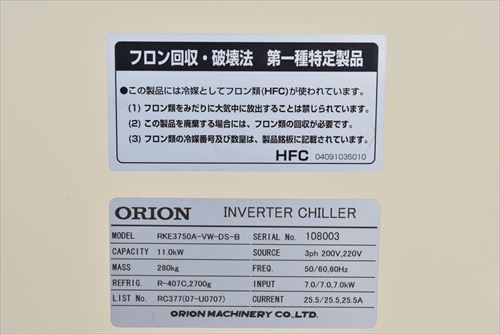 フロン回収・破壊法 第一種特定製品
●この製品には冷媒としてフロン類(HFC)が使われています。
(1) フロン類をみだりに大気中に放出することは禁じられています。
(2) この製品を廃棄する場合には、フロン類の回収が必要です。
(3) フロン類の冷媒番号及び数量は、製品銘板に記載されています。
HFC 04091035010
ORION INVERTER CHILLER
MODEL RKE3750A-VW-DS-B SERIAL No. 108003
CAPACITY 11.0kW SOURCE 3ph 200V,220V
MASS 280kg FREQ. 50/60,60Hz
REFRIG. R-407C,2700g INPUT 7.0/7.0,7.0kW
LIST No. RC377(07-U0707) CURRENT 25.5/25.5,25.5A
ORION MACHINERY CO.,LTD.